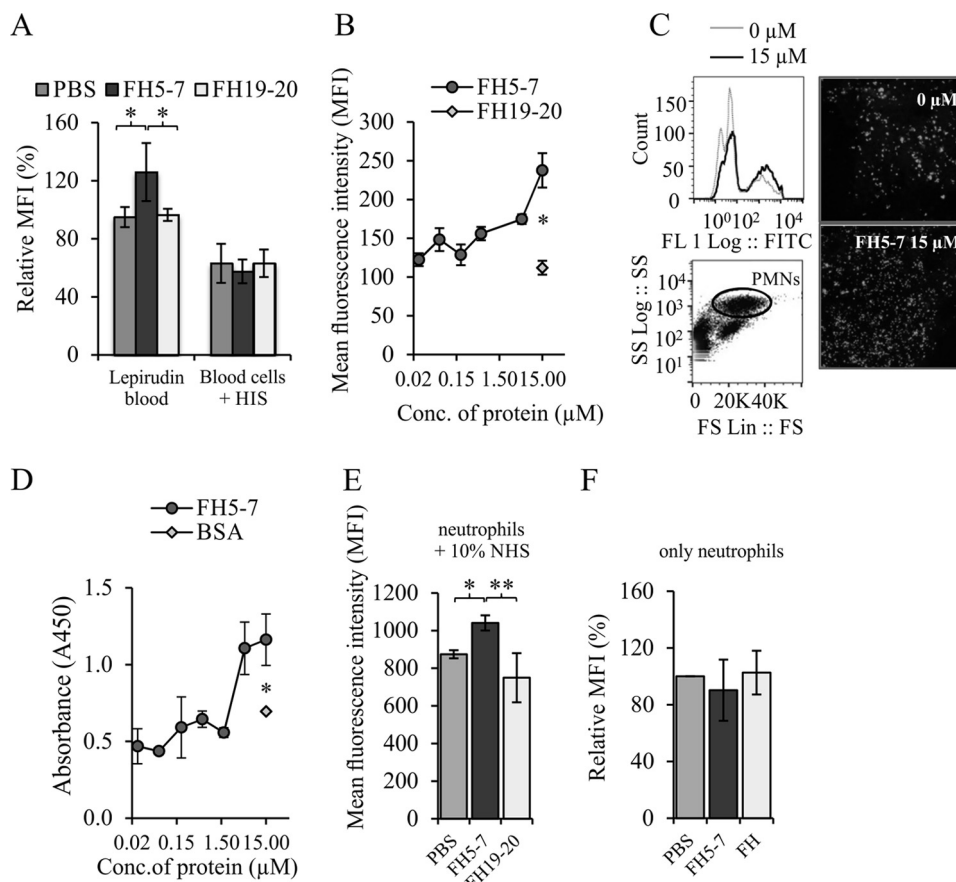 A
PBS FH5-7 FH19-20
Relative MFI (%)
160
120
80
40
0
* *
Lepirudin blood
Blood cells + HIS
B
FH5-7
FH19-20
Mean fluorescence intensity (MFI)
300
250
200
150
100
50
0
*
0.02 0.15 1.50 15.00
Conc. of protein (µM)
C
0 µM
15 µM
Count
10⁰ 10² 10⁴
FL 1 Log :: FITC
SS Log :: SS
10⁴
10³
10²
10¹
PMNs
0 20K 40K
FS Lin :: FS
0 µM
FH5-7 15 µM
D
FH5-7
BSA
Absorbance (A450)
1.5
1.0
0.5
0.0
*
0.02 0.15 1.50 15.00
Conc.of protein (µM)
E
neutrophils
+ 10% NHS
Mean fluorescence intensity (MFI)
1200
1000
800
600
400
200
0
* **
PBS FH5-7 FH19-20
F
only neutrophils
Relative MFI (%)
160
120
80
40
0
PBS FH5-7 FH